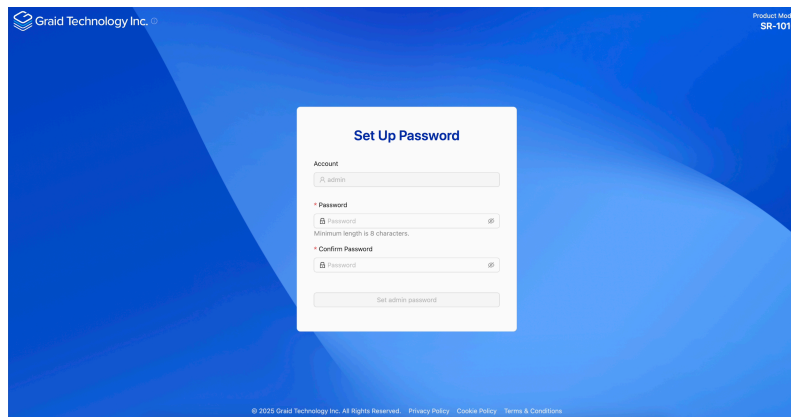 Graid Technology Inc.
Product Mod
SR-101
Set Up Password
Account
admin
* Password
Password
Minimum length is 8 characters.
* Confirm Password
Password
Set admin password
© 2025 Graid Technology Inc. All Rights Reserved. Privacy Policy Cookie Policy Terms & Conditions